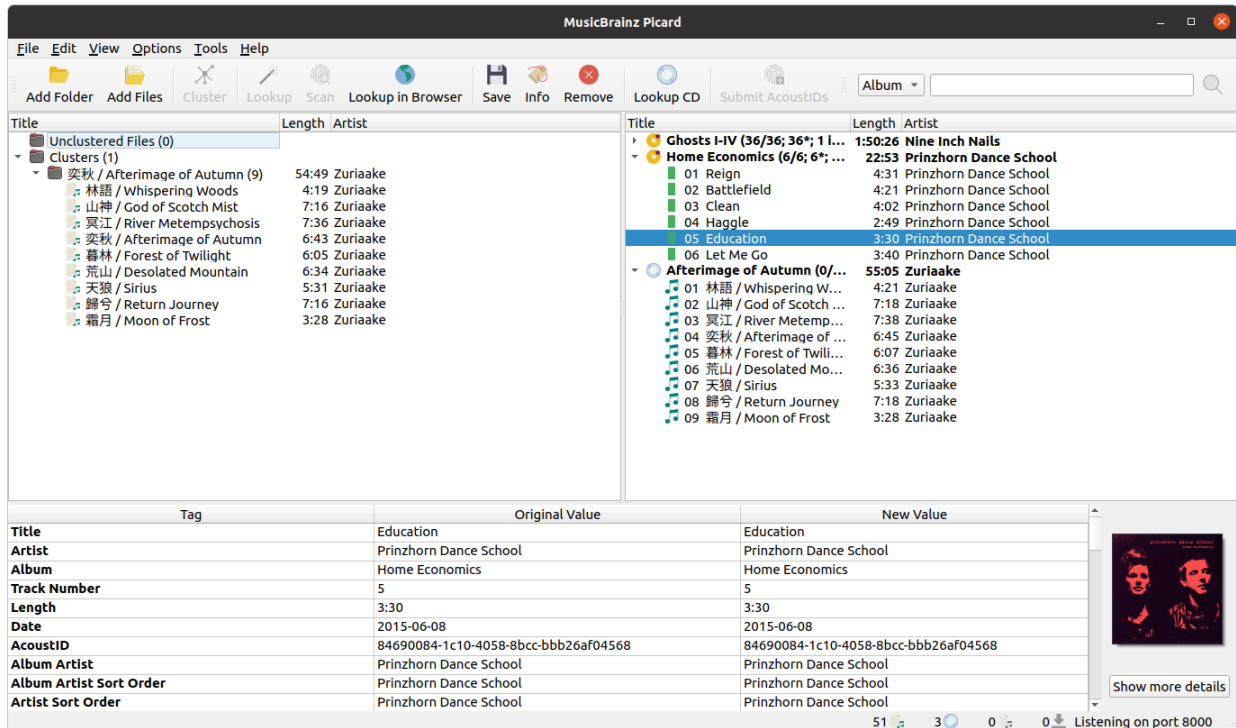 MusicBrainz Picard
File Edit View Options Tools Help
Add Folder Add Files Cluster Lookup Scan Lookup in Browser Save Info Remove Lookup CD Submit AcoustIDs Album
Title Length Artist
Unclustered Files (0)
Clusters (1)
奕秋 / Afterimage of Autumn (9) 54:49 Zuriaake
林語 / Whispering Woods 4:19 Zuriaake
山神 / God of Scotch Mist 7:16 Zuriaake
冥江 / River Metempsychosis 7:36 Zuriaake
奕秋 / Afterimage of Autumn 6:43 Zuriaake
暮林 / Forest of Twilight 6:05 Zuriaake
荒山 / Desolated Mountain 6:34 Zuriaake
天狼 / Sirius 5:31 Zuriaake
歸兮 / Return Journey 7:16 Zuriaake
霜月 / Moon of Frost 3:28 Zuriaake
Title Length Artist
Ghosts I-IV (36/36; 36*; 1 i... 1:50:26 Nine Inch Nails
Home Economics (6/6; 6*; ... 22:53 Prinzhorn Dance School
01 Reign 4:31 Prinzhorn Dance School
02 Battlefield 4:21 Prinzhorn Dance School
03 Clean 4:02 Prinzhorn Dance School
04 Haggle 2:49 Prinzhorn Dance School
05 Education 3:30 Prinzhorn Dance School
06 Let Me Go 3:40 Prinzhorn Dance School
Afterimage of Autumn (0/... 55:05 Zuriaake
01 林語 / Whispering W... 4:21 Zuriaake
02 山神 / God of Scotch ... 7:18 Zuriaake
03 冥江 / River Metemp... 7:38 Zuriaake
04 奕秋 / Afterimage of ... 6:45 Zuriaake
05 暮林 / Forest of Twili... 6:07 Zuriaake
06 荒山 / Desolated Mo... 6:36 Zuriaake
07 天狼 / Sirius 5:33 Zuriaake
08 歸兮 / Return Journey 7:18 Zuriaake
09 霜月 / Moon of Frost 3:28 Zuriaake
Tag Original Value New Value
Title Education Education
Artist Prinzhorn Dance School Prinzhorn Dance School
Album Home Economics Home Economics
Track Number 5 5
Length 3:30 3:30
Date 2015-06-08 2015-06-08
AcoustID 84690084-1c10-4058-8bcc-bbb26af04568 84690084-1c10-4058-8bcc-bbb26af04568
Album Artist Prinzhorn Dance School Prinzhorn Dance School
Album Artist Sort Order Prinzhorn Dance School Prinzhorn Dance School
Artist Sort Order Prinzhorn Dance School Prinzhorn Dance School
prinzhorn dance school
home economics
Show more details
51 3 0 0 Listening on port 8000